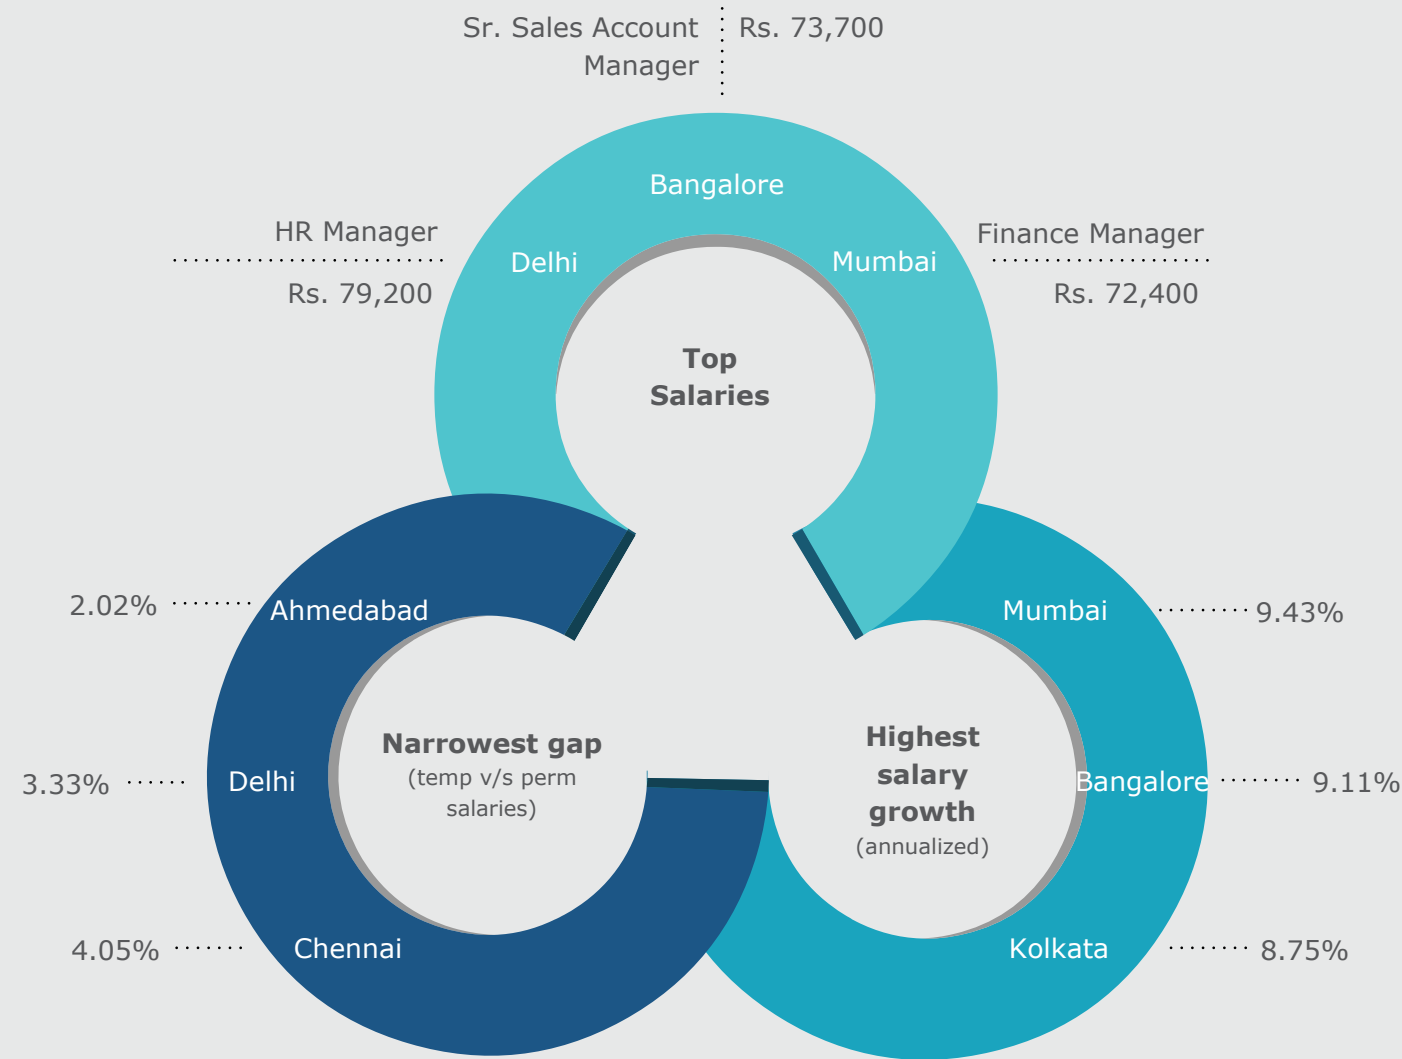 Sr. Sales Account
Manager
Rs. 73,700
Bangalore
HR Manager
Rs. 79,200
Delhi
Mumbai
Finance Manager
Rs. 72,400
Top
Salaries
2.02%
Ahmedabad
3.33%
Delhi
4.05%
Chennai
Narrowest gap
(temp v/s perm
salaries)
Highest
salary
growth
(annualized)
Mumbai
9.43%
Bangalore
9.11%
Kolkata
8.75%